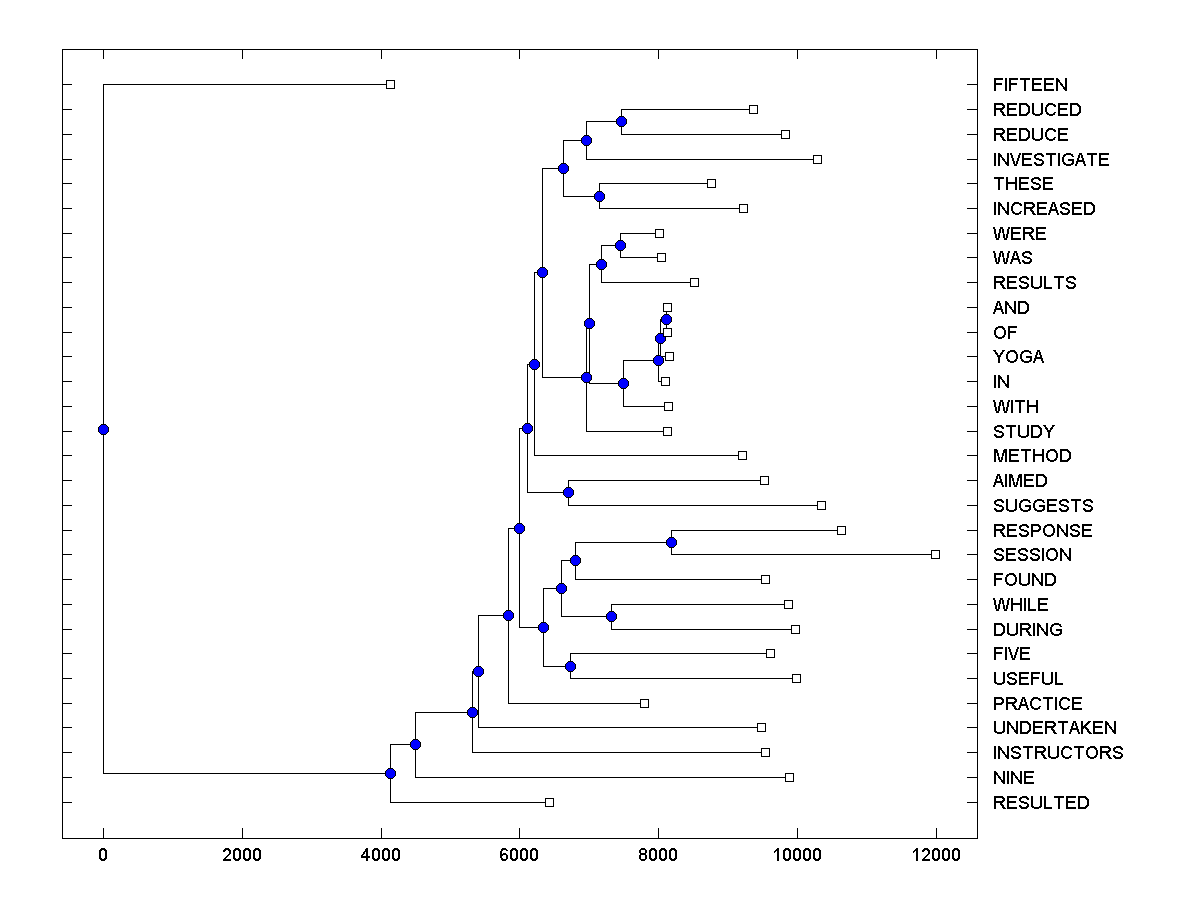 FIFTEEN
REDUCED
REDUCE
INVESTIGATE
THESE
INCREASED
WERE
WAS
RESULTS
AND
OF
YOGA
IN
WITH
STUDY
METHOD
AIMED
SUGGESTS
RESPONSE
SESSION
FOUND
WHILE
DURING
FIVE
USEFUL
PRACTICE
UNDERTAKEN
INSTRUCTORS
NINE
RESULTED
0 2000 4000 6000 8000 10000 12000